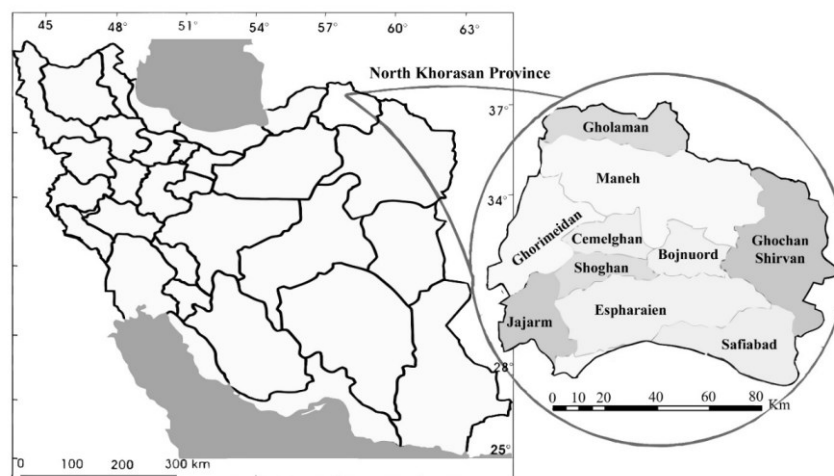 45 48° 51° 54° 57° 60° 63°
North Khorasan Province
37°
34°
28°
25°
Gholaman
Maneh
Ghorimeidan
Cemelghan
Bojnuord
Ghochan
Shirvan
Shoghan
Jajarm
Espharaien
Safiabad
0 10 20 40 60 80
Km
0 100 200 300 km